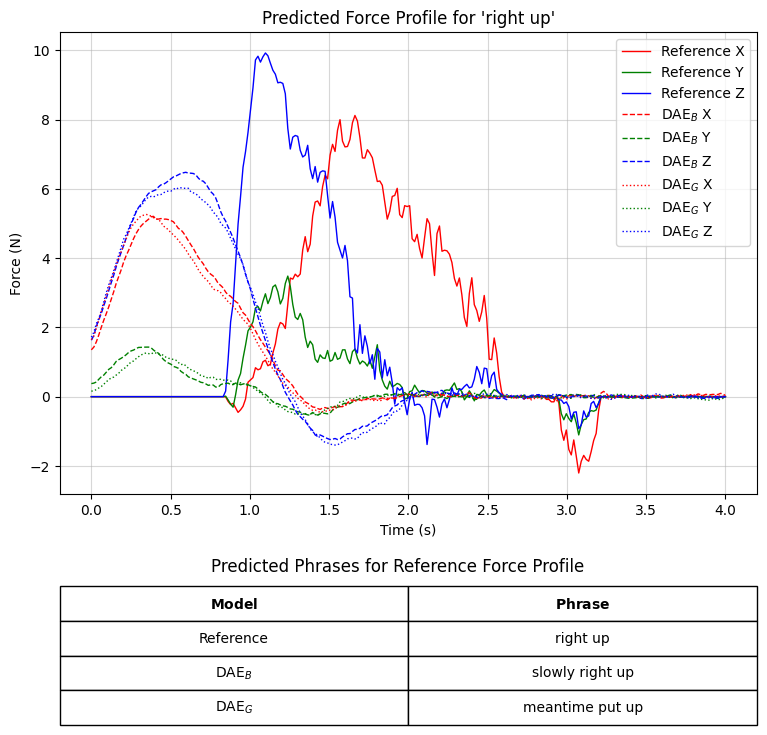 Predicted Force Profile for 'right up'
Force (N)
10
8
6
4
2
0
−2
0.0 0.5 1.0 1.5 2.0 2.5 3.0 3.5 4.0
Time (s)
Reference X
Reference Y
Reference Z
DAE_B X
DAE_B Y
DAE_B Z
DAE_G X
DAE_G Y
DAE_G Z
Predicted Phrases for Reference Force Profile
Model Phrase
Reference right up
DAE_B slowly right up
DAE_G meantime put up